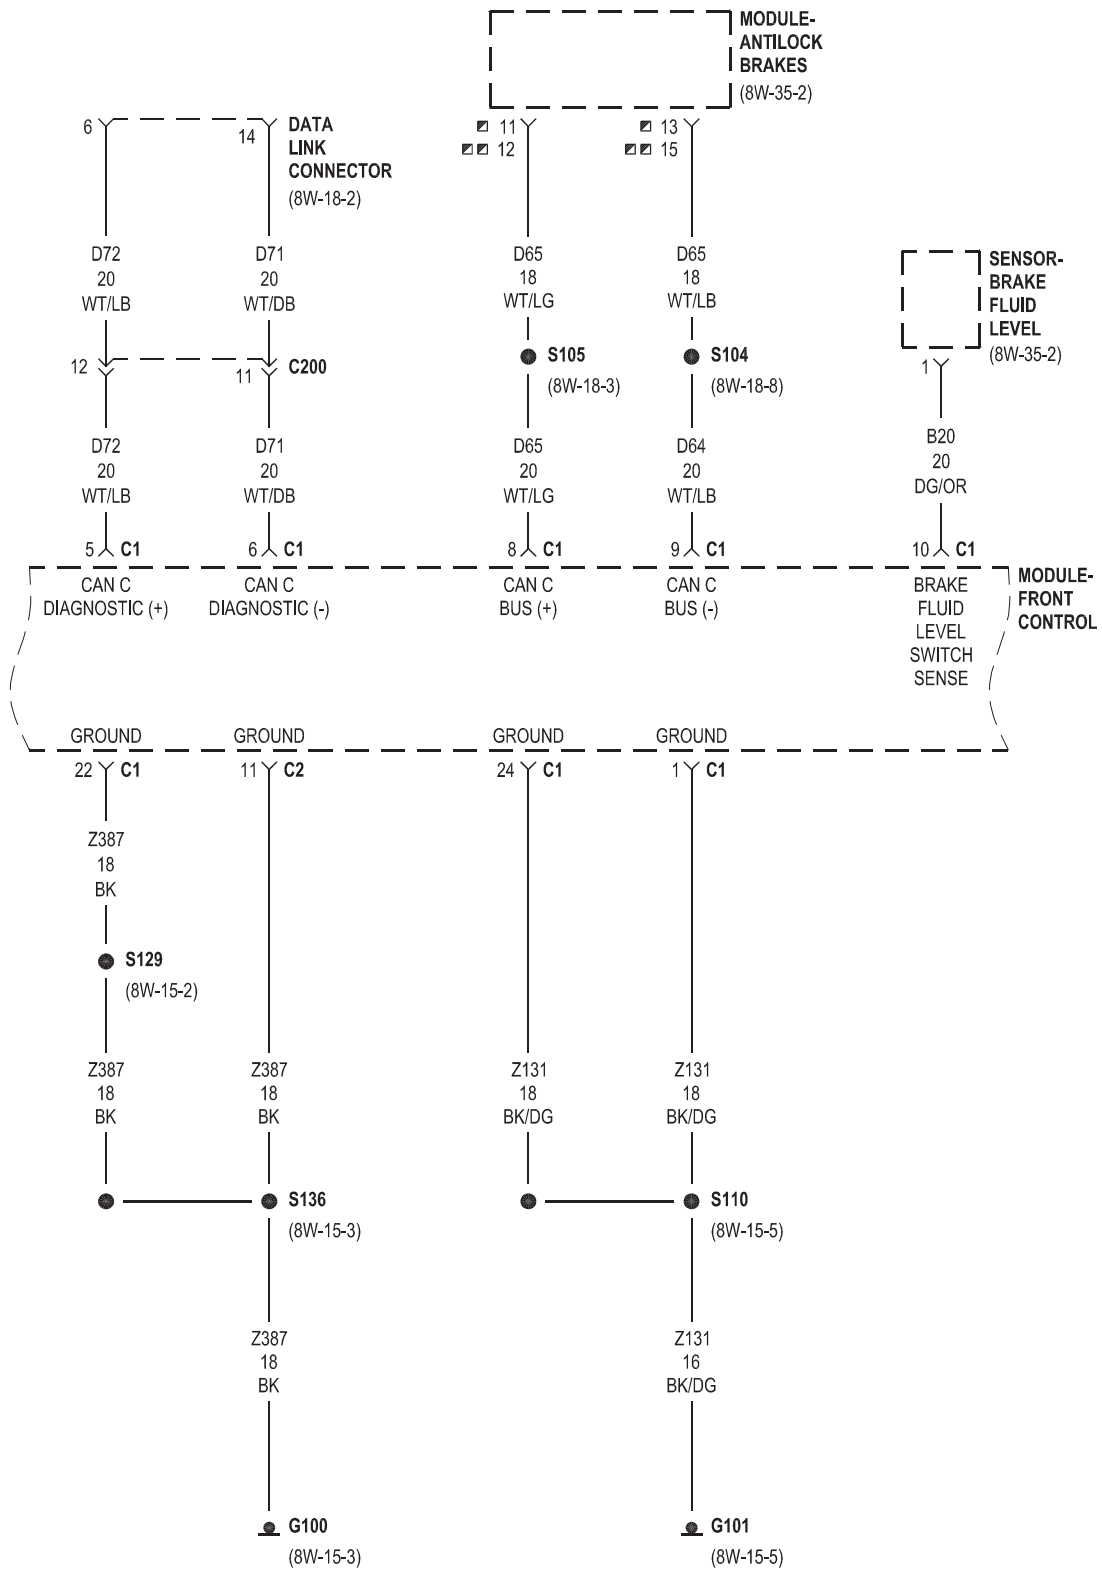 MODULE-
ANTILOCK
BRAKES
(8W-35-2)
6
14
DATA
LINK
CONNECTOR
(8W-18-2)
11
12
13
15
D72
20
WT/LB
D71
20
WT/DB
D65
18
WT/LG
D65
18
WT/LB
SENSOR-
BRAKE
FLUID
LEVEL
(8W-35-2)
12
11
C200
S105
(8W-18-3)
S104
(8W-18-8)
1
D72
20
WT/LB
D71
20
WT/DB
D65
20
WT/LG
D64
20
WT/LB
B20
20
DG/OR
5 C1
6 C1
8 C1
9 C1
10 C1
CAN C
DIAGNOSTIC (+)
CAN C
DIAGNOSTIC (-)
CAN C
BUS (+)
CAN C
BUS (-)
BRAKE
FLUID
LEVEL
SWITCH
SENSE
MODULE-
FRONT
CONTROL
GROUND
GROUND
GROUND
GROUND
22 C1
11 C2
24 C1
1 C1
Z387
18
BK
S129
(8W-15-2)
Z387
18
BK
Z387
18
BK
Z131
18
BK/DG
Z131
18
BK/DG
S136
(8W-15-3)
S110
(8W-15-5)
Z387
18
BK
Z131
16
BK/DG
G100
(8W-15-3)
G101
(8W-15-5)